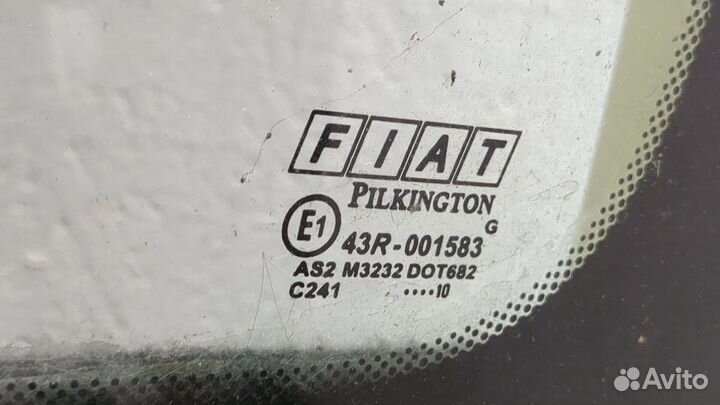 FIAT
PILKINGTON
G
E1 43R-001583
AS2 M3232 DOT682
C241 ····10
Avito